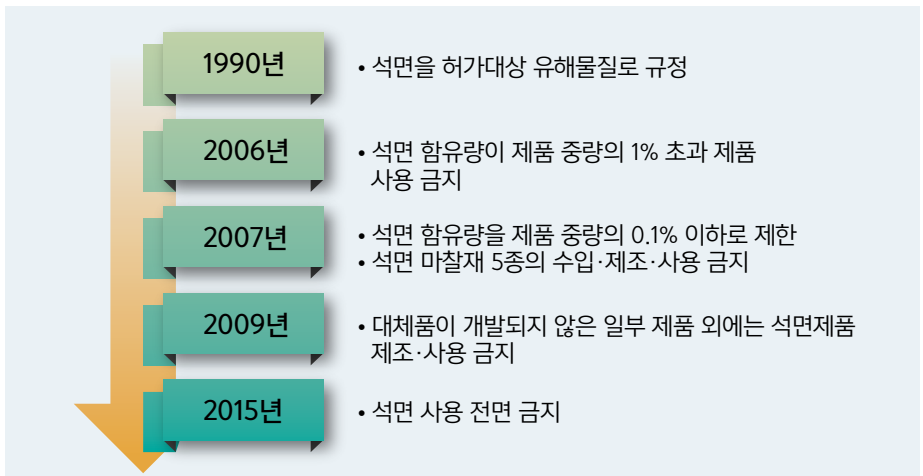 1990년
• 석면을 허가대상 유해물질로 규정
2006년
• 석면 함유량이 제품 중량의 1% 초과 제품
사용 금지
2007년
• 석면 함유량을 제품 중량의 0.1% 이하로 제한
• 석면 마찰재 5종의 수입·제조·사용 금지
2009년
• 대체품이 개발되지 않은 일부 제품 외에는 석면제품
제조·사용 금지
2015년
• 석면 사용 전면 금지